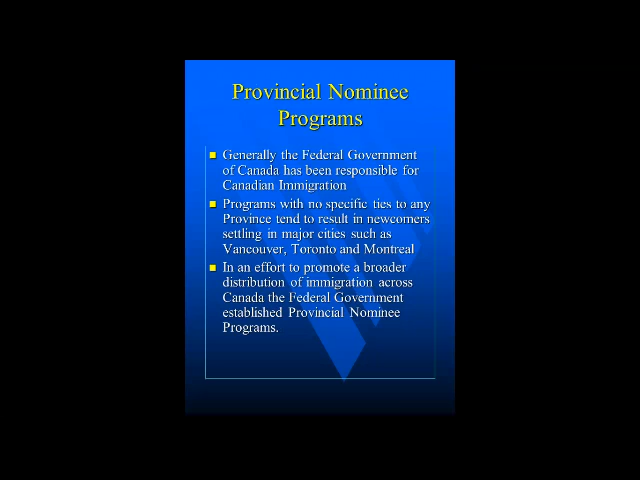 Provincial Nominee
Programs
Generally the Federal Government
of Canada has been responsible for
Canadian Immigration
Programs with no specific ties to any
Province tend to result in newcomers
settling in major cities such as
Vancouver, Toronto and Montreal
In an effort to promote a broader
distribution of immigration across
Canada the Federal Government
established Provincial Nominee
Programs.